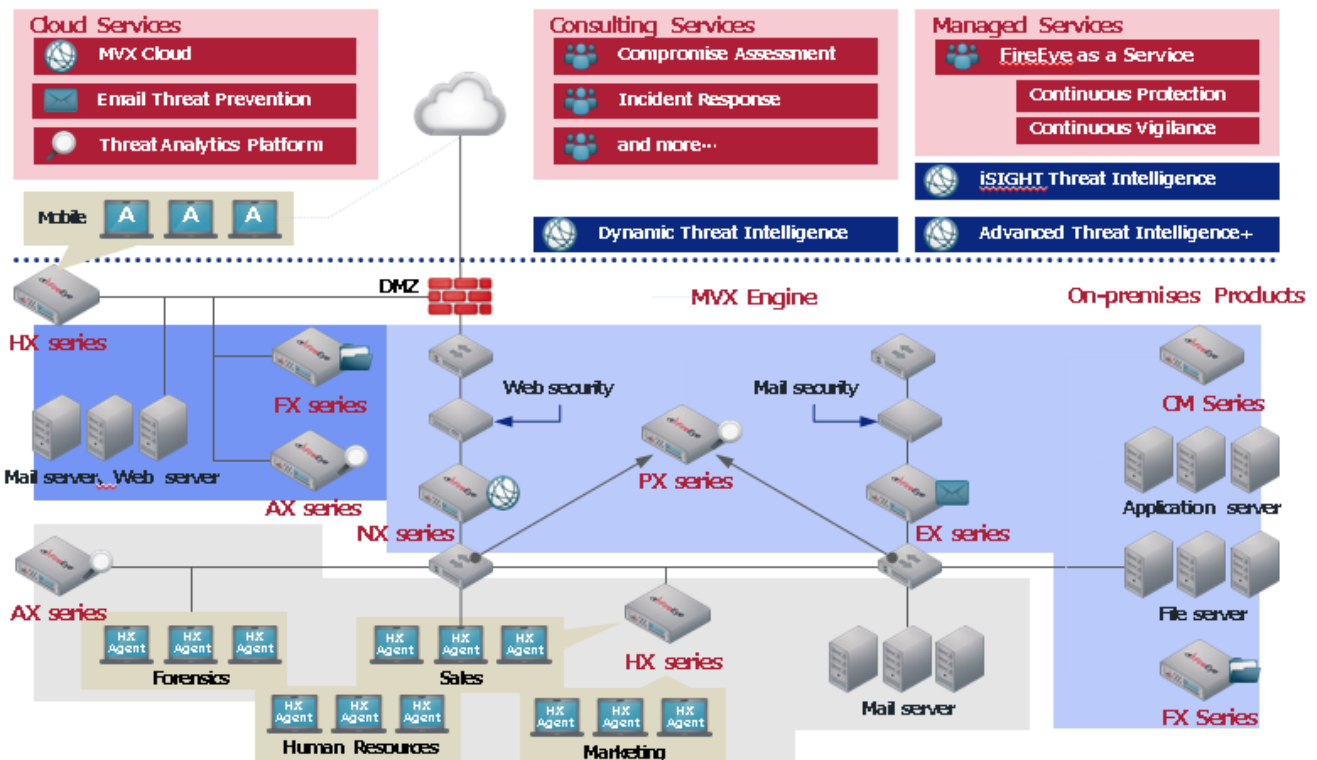 Cloud Services
MVX Cloud
Email Threat Prevention
Threat Analytics Platform
Consulting Services
Compromise Assessment
Incident Response
and more…
Managed Services
FireEye as a Service
Continuous Protection
Continuous Vigilance
iSIGHT Threat Intelligence
Dynamic Threat Intelligence
Advanced Threat Intelligence+
Mobile
A
A
A
DMZ
MVX Engine
On-premises Products
HX series
FX series
Mail server、Web server
AX series
Web security
Mail security
NX series
PX series
EX series
CM Series
Application server
File server
FX Series
AX series
HX Agent
HX Agent
HX Agent
Forensics
HX Agent
HX Agent
HX Agent
Sales
HX series
HX Agent
HX Agent
HX Agent
Human Resources
HX Agent
HX Agent
HX Agent
Marketing
Mail server